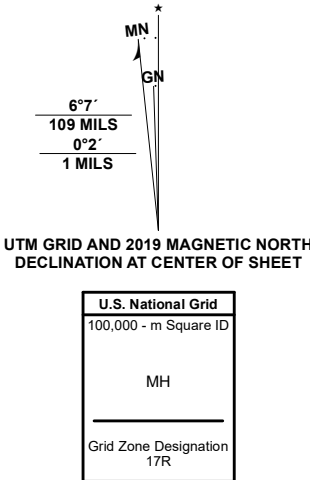 ★
MN
GN
6°7´
109 MILS
0°2´
1 MILS
UTM GRID AND 2019 MAGNETIC NORTH
DECLINATION AT CENTER OF SHEET
U.S. National Grid
100,000 - m Square ID
MH
Grid Zone Designation
17R